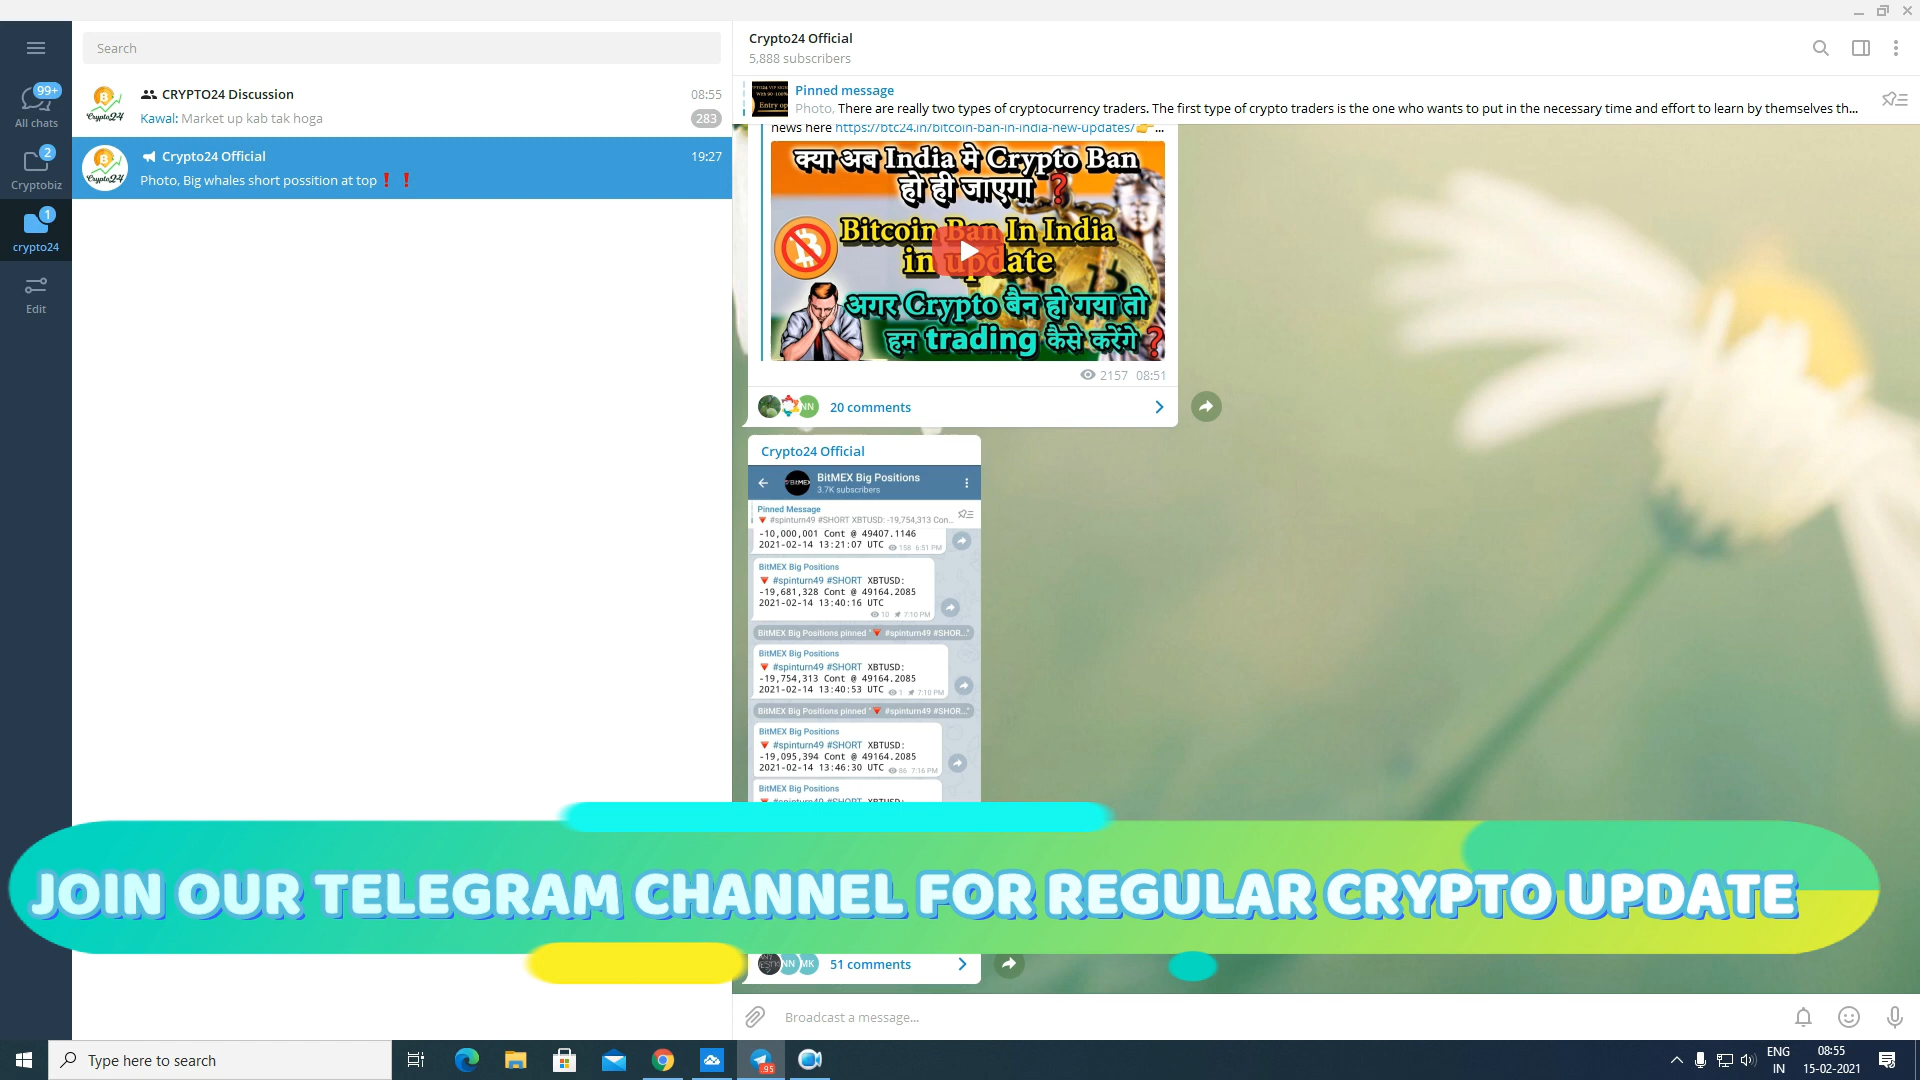 Search
99+
All chats
2
Cryptobiz
1
crypto24
Edit
CRYPTO24 Discussion
08:55
Kawal: Market up kab tak hoga
283
Crypto24 Official
19:27
Photo, Big whales short possition at top❗❗
Crypto24 Official
5,888 subscribers
Pinned message
Photo, There are really two types of cryptocurrency traders. The first type of crypto traders is the one who wants to put in the necessary time and effort to learn by themselves th...
news here https://btc24.in/bitcoin-ban-in-india-new-updates/👉...
क्या अब India मे Crypto Ban
हो ही जाएगा❓
Bitcoin Ban In India
in update
अगर Crypto बैन हो गया तो
हम trading कैसे करेंगे❓
2157 08:51
NN
20 comments
Crypto24 Official
BitMEX Big Positions
3.7K subscribers
Pinned Message
#spinturn49 #SHORT XBTUSD: -19,754,313 Con...
-10,000,001 Cont @ 49407.1146
2021-02-14 13:21:07 UTC 158 6:51 PM
BitMEX Big Positions
#spinturn49 #SHORT XBTUSD:
-19,681,328 Cont @ 49164.2085
2021-02-14 13:40:16 UTC
10 7:10 PM
BitMEX Big Positions pinned "🔻 #spinturn49 #SHOR..."
BitMEX Big Positions
#spinturn49 #SHORT XBTUSD:
-19,754,313 Cont @ 49164.2085
2021-02-14 13:40:53 UTC 1 7:10 PM
BitMEX Big Positions pinned "🔻 #spinturn49 #SHOR..."
BitMEX Big Positions
#spinturn49 #SHORT XBTUSD:
-19,095,394 Cont @ 49164.2085
2021-02-14 13:46:30 UTC 86 7:16 PM
BitMEX Big Positions
JOIN OUR TELEGRAM CHANNEL FOR REGULAR CRYPTO UPDATE
NN MK
51 comments
Broadcast a message...
Type here to search
ENG
IN
08:55
15-02-2021